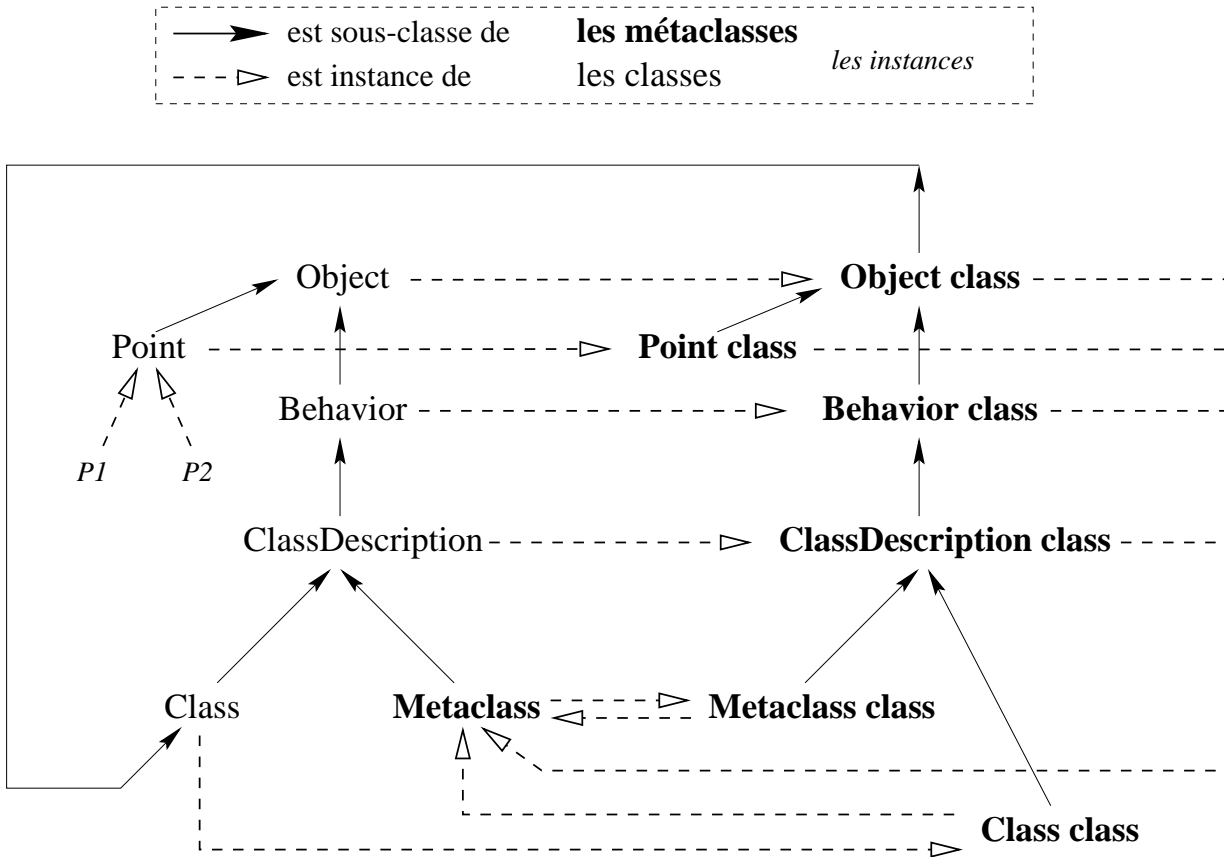 est sous-classe de les métaclasses
est instance de les classes les instances
Object Object class
Point Point class
Behavior Behavior class
P1 P2
ClassDescription ClassDescription class
Class Metaclass Metaclass class
Class class